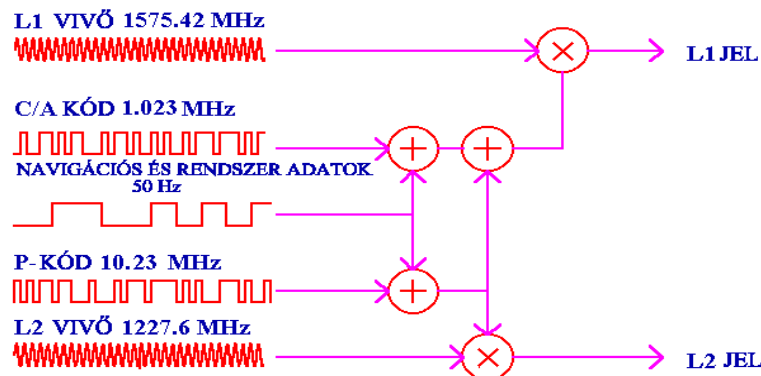 L1 VIVŐ 1575.42 MHz
L1 JEL
C/A KÓD 1.023 MHz
NAVIGÁCIÓS ÉS RENDSZER ADATOK
50 Hz
P-KÓD 10.23 MHz
L2 VIVŐ 1227.6 MHz
L2 JEL